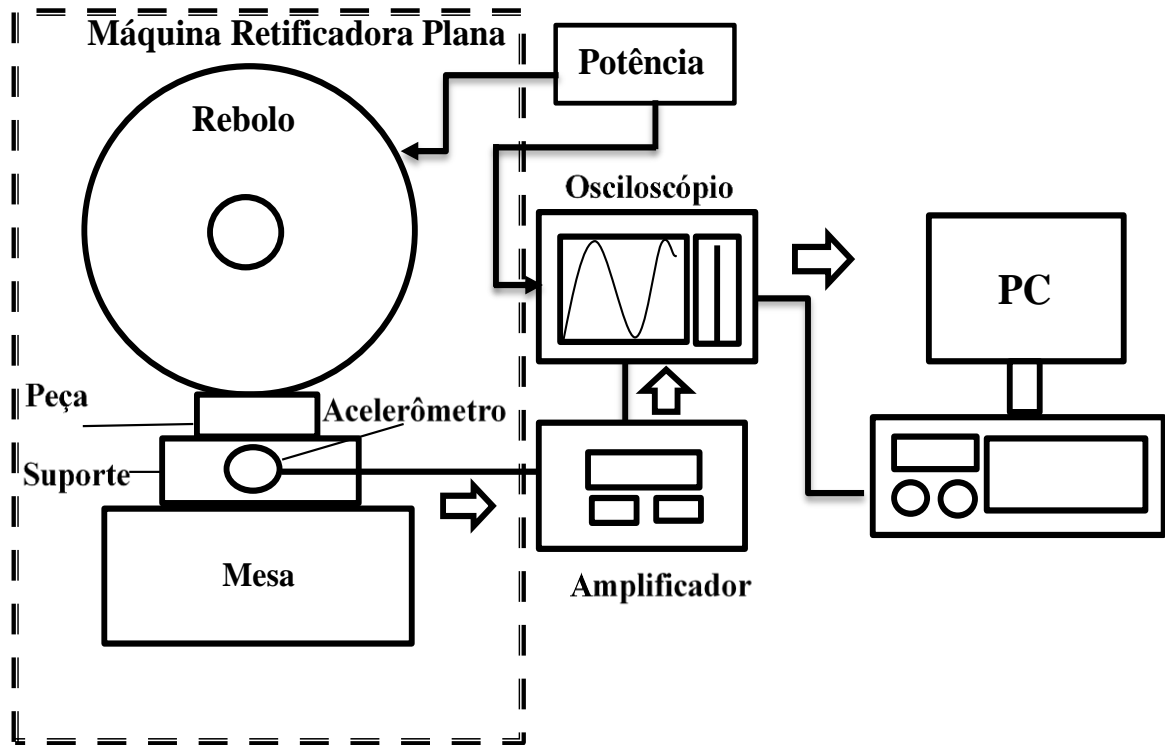 Máquina Retificadora Plana
Potência
Rebolo
Osciloscópio
PC
Peça
Acelerômetro
Suporte
Mesa
Amplificador